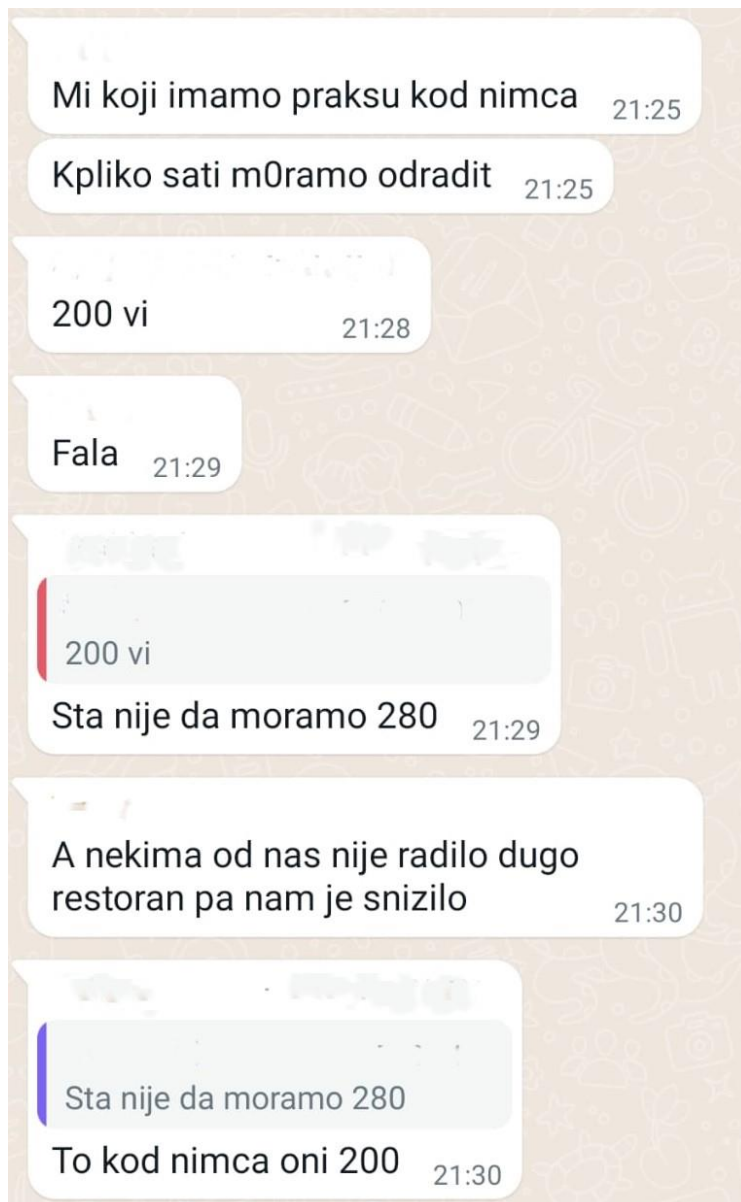 Mi koji imamo praksu kod nimca 21:25
Kpliko sati m0ramo odradit 21:25
200 vi 21:28
Fala 21:29
200 vi
Sta nije da moramo 280 21:29
A nekima od nas nije radilo dugo
restoran pa nam je snizilo 21:30
Sta nije da moramo 280
To kod nimca oni 200 21:30